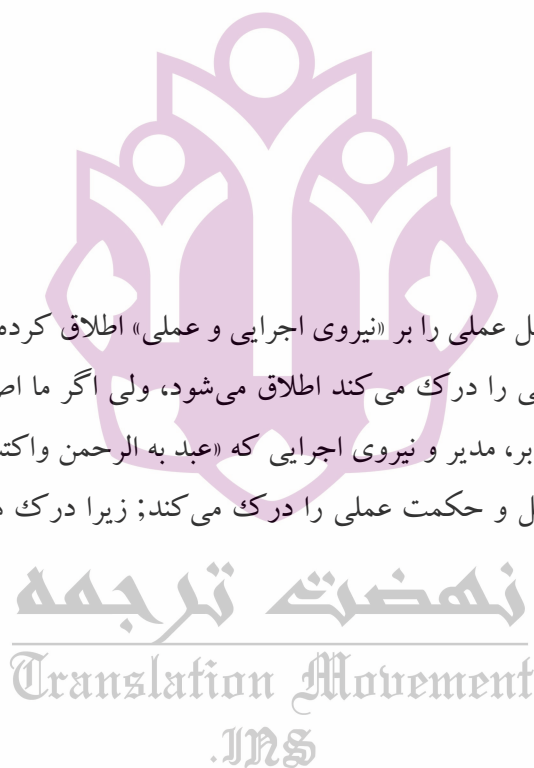 ل عملی را بر «نیروی اجرایی و عملی» اطلاق کرده
ی را درک می‌کند اطلاق می‌شود، ولی اگر ما اص
بر، مدیر و نیروی اجرایی که «عبد به الرحمن واکت
ل و حکمت عملی را درک می‌کند; زیرا درک م
نهضت ترجمه
Translation Movement
.INS